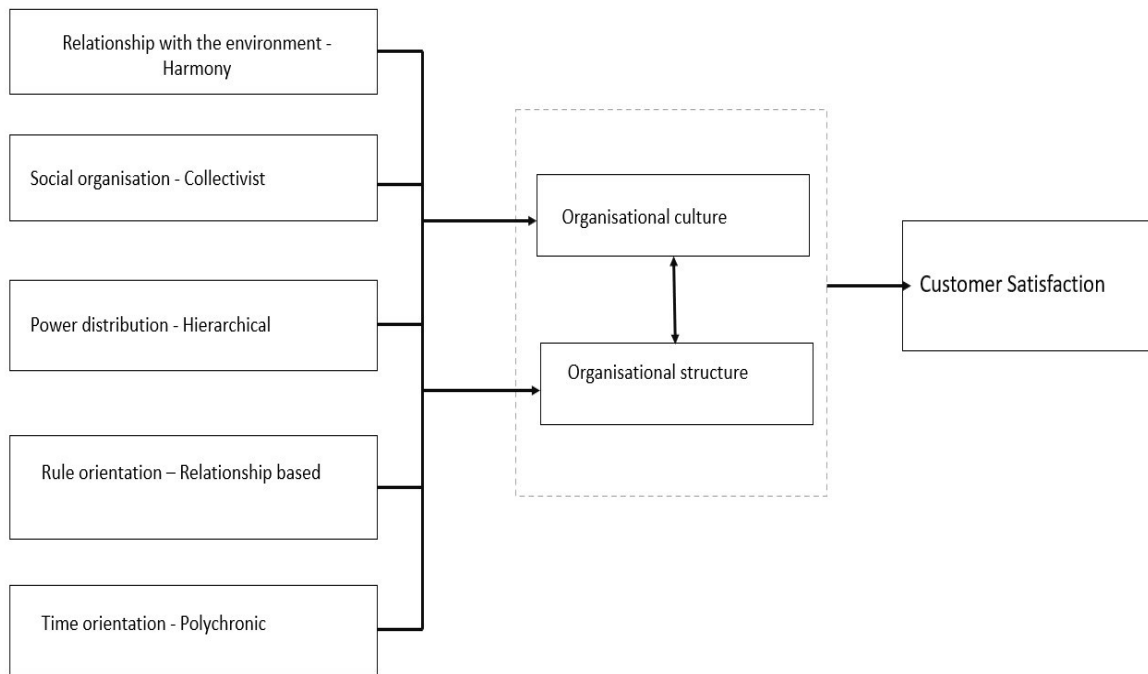 Relationship with the environment -
Harmony
Social organisation - Collectivist
Organisational culture
Customer Satisfaction
Power distribution - Hierarchical
Organisational structure
Rule orientation – Relationship based
Time orientation - Polychronic